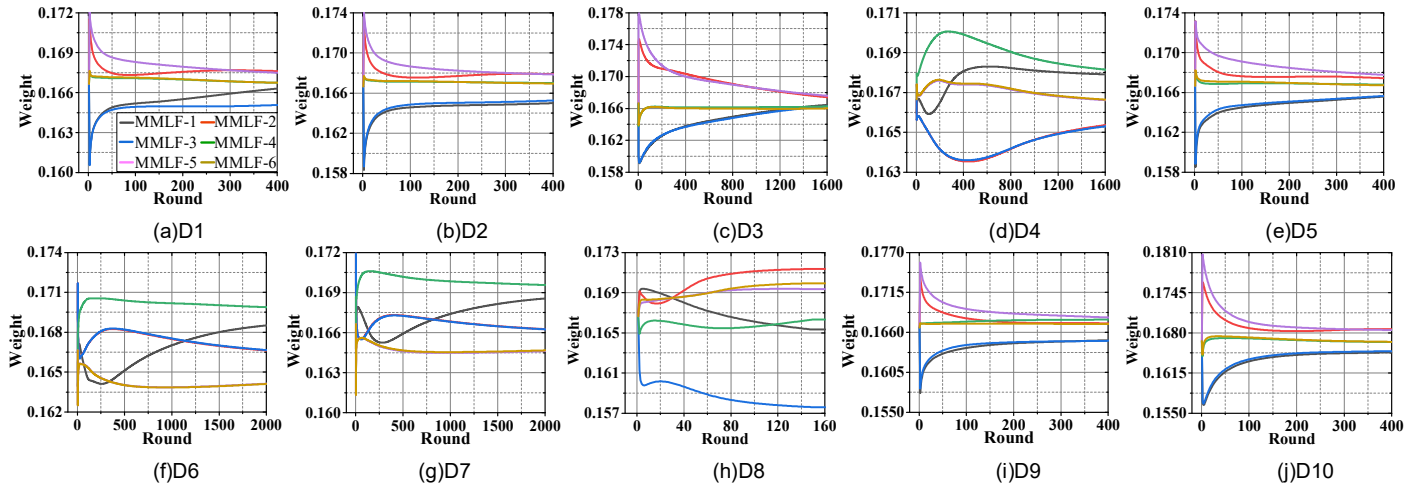 0.172
0.169
0.166
0.163
0.160
Weight
MMLF-1 MMLF-2
MMLF-3 MMLF-4
MMLF-5 MMLF-6
0 100 200 300 400
Round
(a)D1
0.174
0.170
0.166
0.162
0.158
Weight
0 100 200 300 400
Round
(b)D2
0.178
0.174
0.170
0.166
0.162
0.158
Weight
0 400 800 1200 1600
Round
(c)D3
0.171
0.169
0.167
0.165
0.163
Weight
0 400 800 1200 1600
Round
(d)D4
0.174
0.170
0.166
0.162
0.158
Weight
0 100 200 300 400
Round
(e)D5
0.174
0.171
0.168
0.165
0.162
Weight
0 500 1000 1500 2000
Round
(f)D6
0.172
0.169
0.166
0.163
0.160
Weight
0 500 1000 1500 2000
Round
(g)D7
0.173
0.169
0.165
0.161
0.157
Weight
0 40 80 120 160
Round
(h)D8
0.1770
0.1715
0.1660
0.1605
0.1550
Weight
0 100 200 300 400
Round
(i)D9
0.1810
0.1745
0.1680
0.1615
0.1550
Weight
0 100 200 300 400
Round
(j)D10